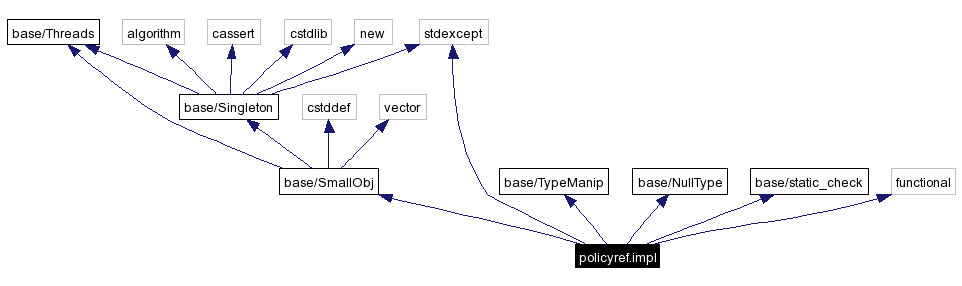 base/Threads
algorithm
cassert
cstdlib
new
stdexcept
base/Singleton
cstddef
vector
base/SmallObj
base/TypeManip
base/NullType
base/static_check
functional
policyref.impl